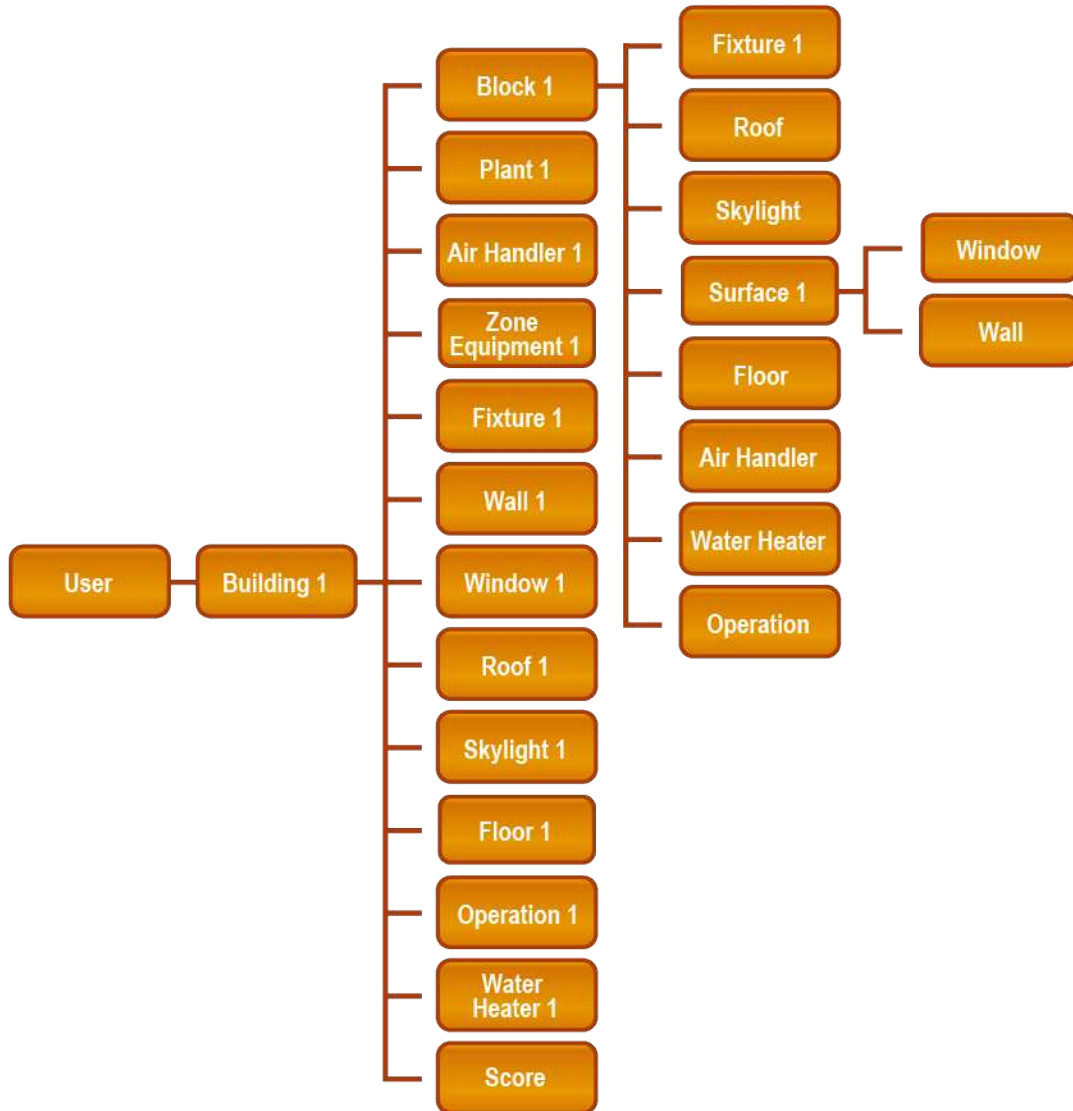 User
Building 1
Block 1
Plant 1
Air Handler 1
Zone
Equipment 1
Fixture 1
Wall 1
Window 1
Roof 1
Skylight 1
Floor 1
Operation 1
Water
Heater 1
Score
Fixture 1
Roof
Skylight
Surface 1
Floor
Air Handler
Water Heater
Operation
Window
Wall